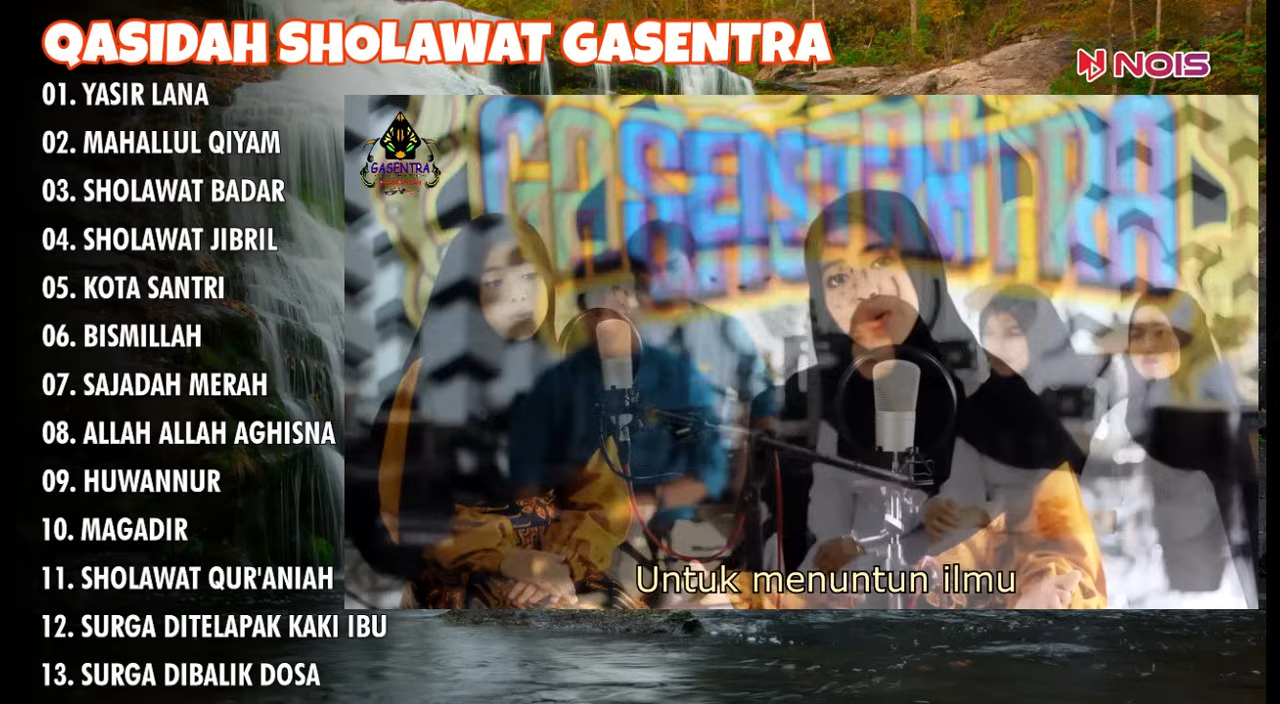 QASIDAH SHOLAWAT GASENTRA
NOIS
01. YASIR LANA
02. MAHALLUL QIYAM
03. SHOLAWAT BADAR
04. SHOLAWAT JIBRIL
05. KOTA SANTRI
06. BISMILLAH
07. SAJADAH MERAH
08. ALLAH ALLAH AGHISNA
09. HUWANNUR
10. MAGADIR
11. SHOLAWAT QUR'ANIAH
12. SURGA DITELAPAK KAKI IBU
13. SURGA DIBALIK DOSA
GASENTRA
Untuk menuntun ilmu